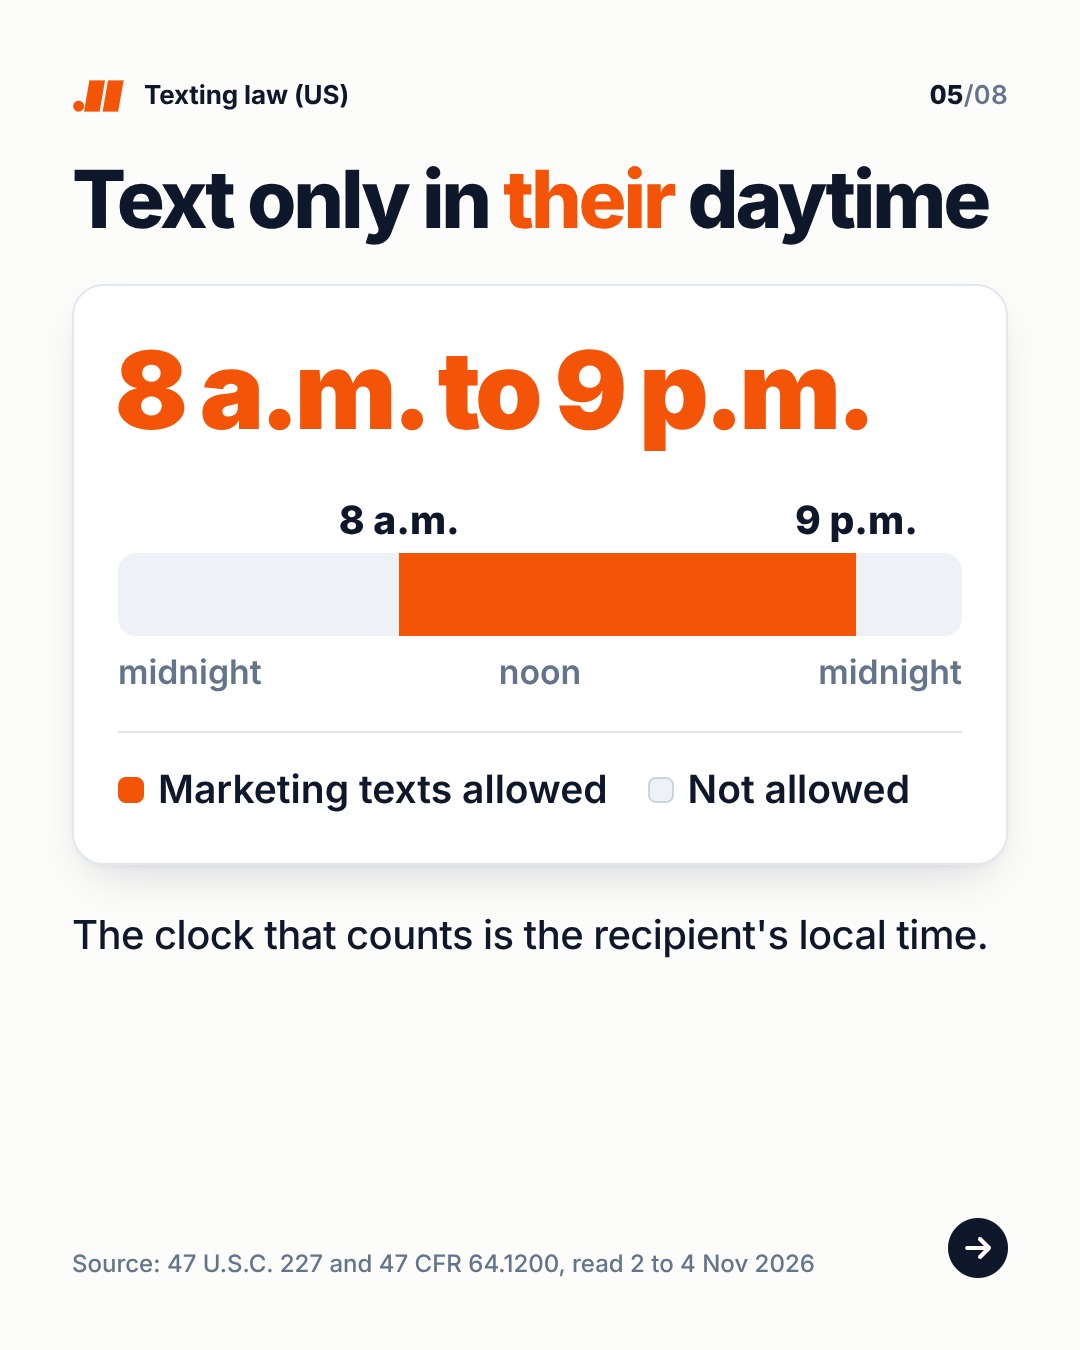 Texting law (US)
05/08
Text only in their daytime
8 a.m. to 9 p.m.
8 a.m.
9 p.m.
midnight
noon
midnight
Marketing texts allowed
Not allowed
The clock that counts is the recipient's local time.
Source: 47 U.S.C. 227 and 47 CFR 64.1200, read 2 to 4 Nov 2026